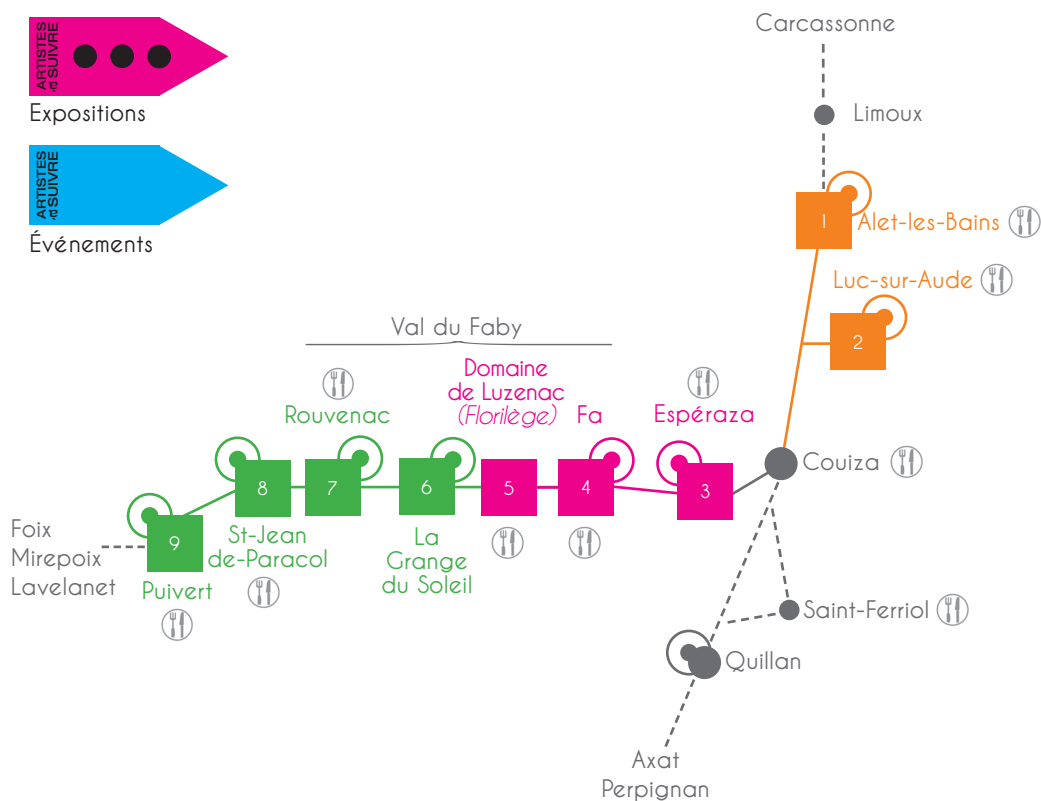 ARTISTES
à SUIVRE
Expositions
ARTISTES
à SUIVRE
Événements
Carcassonne
Limoux
1
Alet-les-Bains
Luc-sur-Aude
2
Val du Faby
Domaine
de Luzenac
(Florilège)
Rouvenac
Fa
Espéraza
Couiza
8
7
6
5
4
3
9
Foix
Mirepoix
Lavelanet
St-Jean
de-Paracol
La
Grange
du Soleil
Puivert
Saint-Ferriol
Quillan
Axat
Perpignan